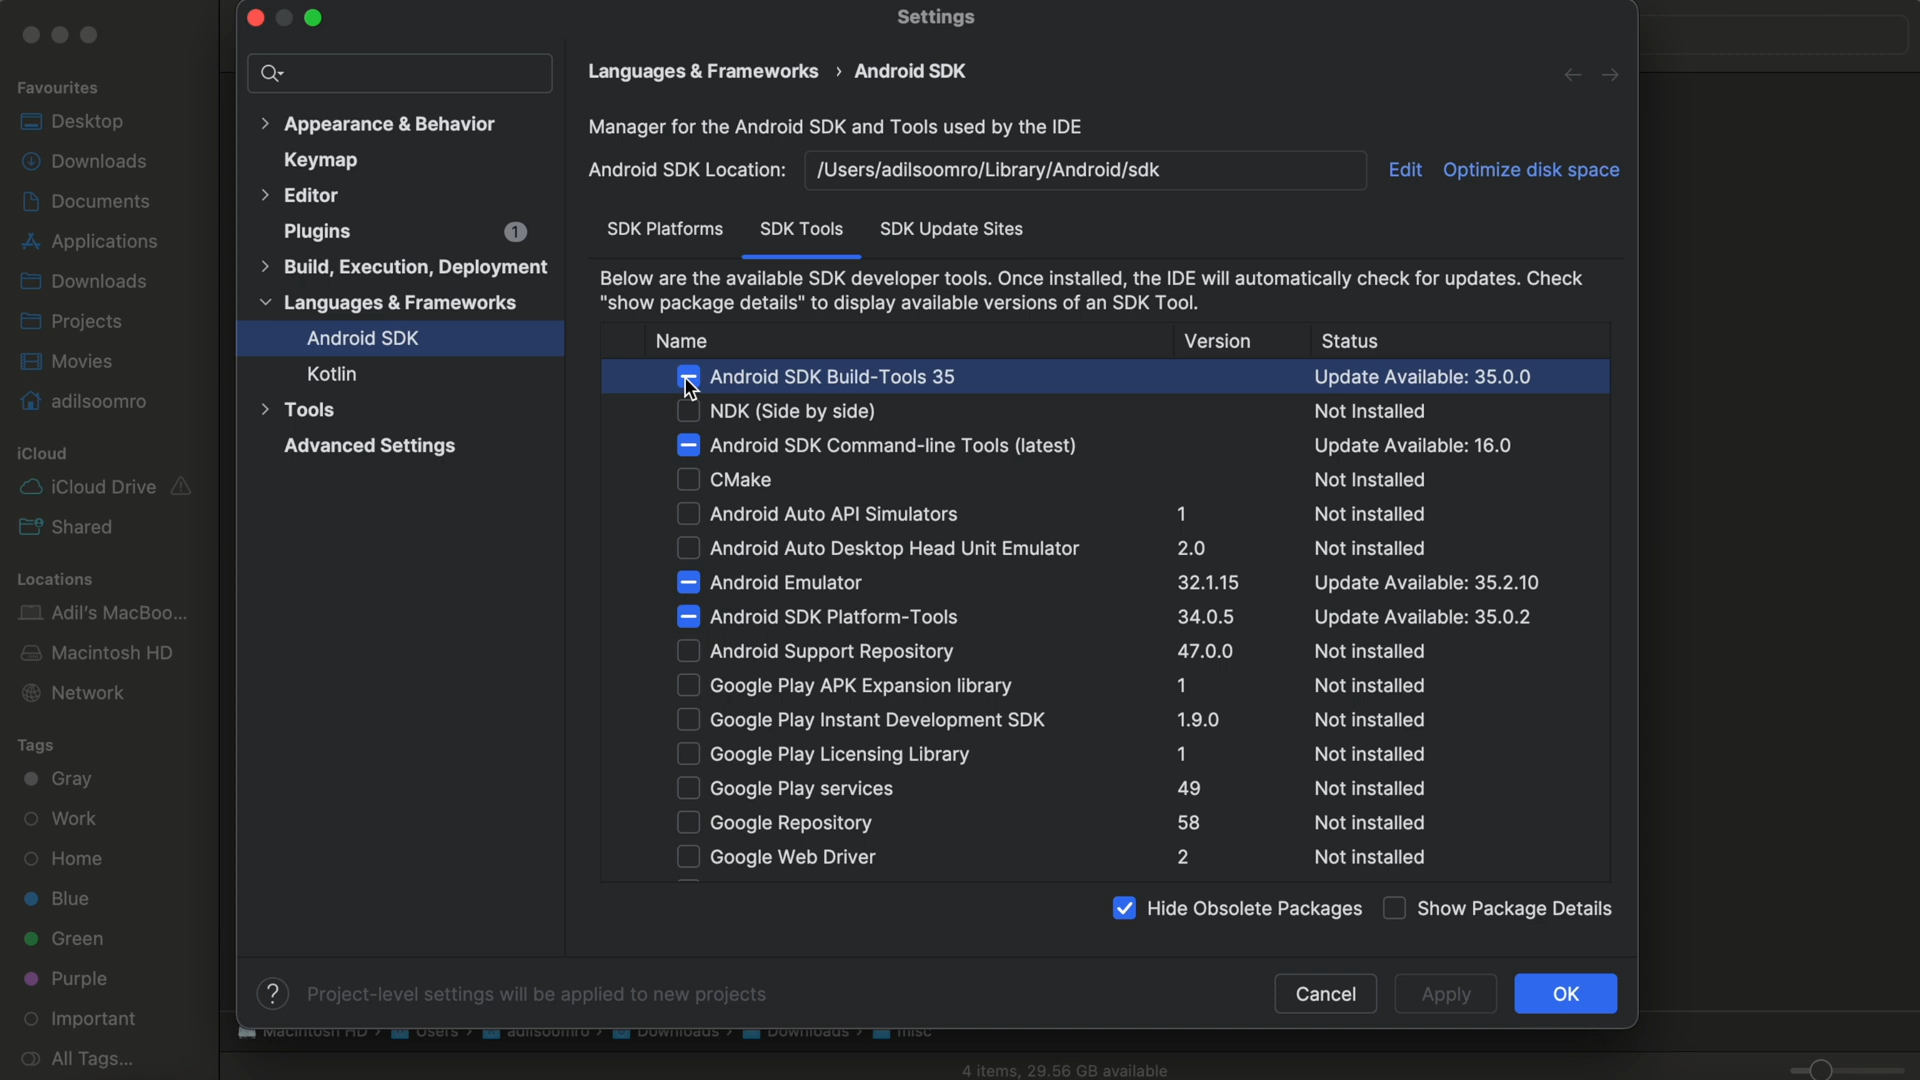 Settings
Favourites
Desktop
Downloads
Documents
Applications
Downloads
Projects
Movies
adilsoomro
iCloud
iCloud Drive
Shared
Locations
Adil's MacBoo...
Macintosh HD
Network
Tags
Gray
Work
Home
Blue
Green
Purple
Important
All Tags...
Appearance & Behavior
Keymap
Editor
Plugins 1
Build, Execution, Deployment
Languages & Frameworks
Android SDK
Kotlin
Tools
Advanced Settings
Languages & Frameworks › Android SDK
Manager for the Android SDK and Tools used by the IDE
Android SDK Location: /Users/adilsoomro/Library/Android/sdk Edit Optimize disk space
SDK Platforms SDK Tools SDK Update Sites
Below are the available SDK developer tools. Once installed, the IDE will automatically check for updates. Check
"show package details" to display available versions of an SDK Tool.
Name Version Status
Android SDK Build-Tools 35 Update Available: 35.0.0
NDK (Side by side) Not Installed
Android SDK Command-line Tools (latest) Update Available: 16.0
CMake Not Installed
Android Auto API Simulators 1 Not installed
Android Auto Desktop Head Unit Emulator 2.0 Not installed
Android Emulator 32.1.15 Update Available: 35.2.10
Android SDK Platform-Tools 34.0.5 Update Available: 35.0.2
Android Support Repository 47.0.0 Not installed
Google Play APK Expansion library 1 Not installed
Google Play Instant Development SDK 1.9.0 Not installed
Google Play Licensing Library 1 Not installed
Google Play services 49 Not installed
Google Repository 58 Not installed
Google Web Driver 2 Not installed
Hide Obsolete Packages Show Package Details
? Project-level settings will be applied to new projects
Cancel Apply OK
Macintosh HD › Users › adilsoomro › Downloads › Downloads › misc
4 items, 29.56 GB available